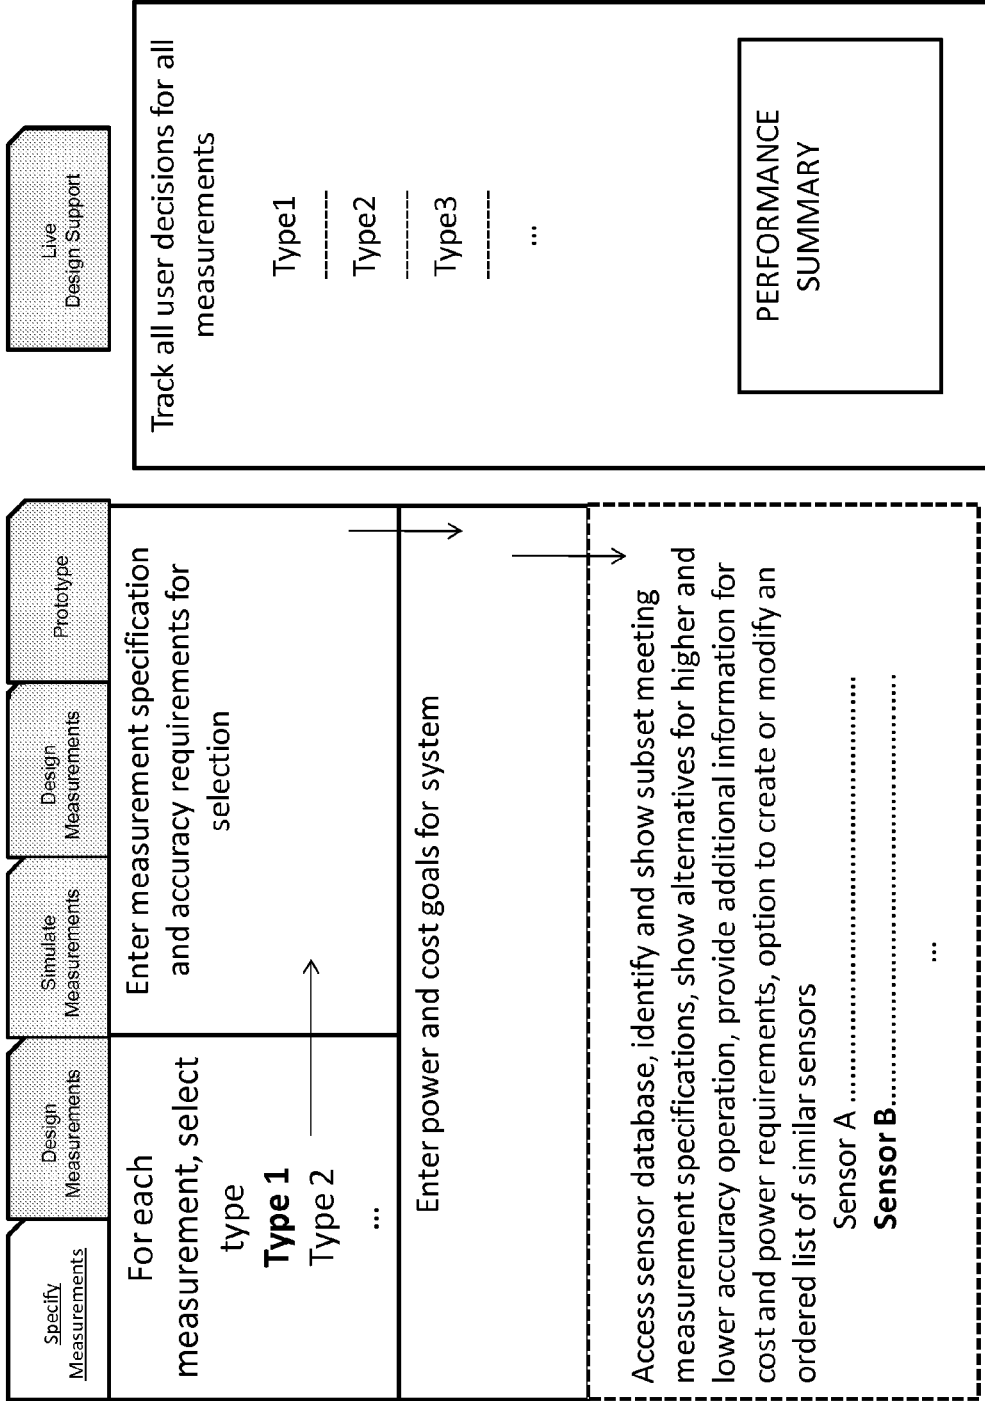 Specify
Measurements
Design
Measurements
Simulate
Measurements
Design
Measurements
Prototype
Live
Design Support
For each
measurement, select
type
Type 1
Type 2
...
Enter measurement specification
and accuracy requirements for
selection
Enter power and cost goals for system
Access sensor database, identify and show subset meeting
measurement specifications, show alternatives for higher and
lower accuracy operation, provide additional information for
cost and power requirements, option to create or modify an
ordered list of similar sensors
Sensor A ......................................................
Sensor B......................................................
...
Track all user decisions for all
measurements
Type1
--------
Type2
--------
Type3
--------
...
PERFORMANCE
SUMMARY